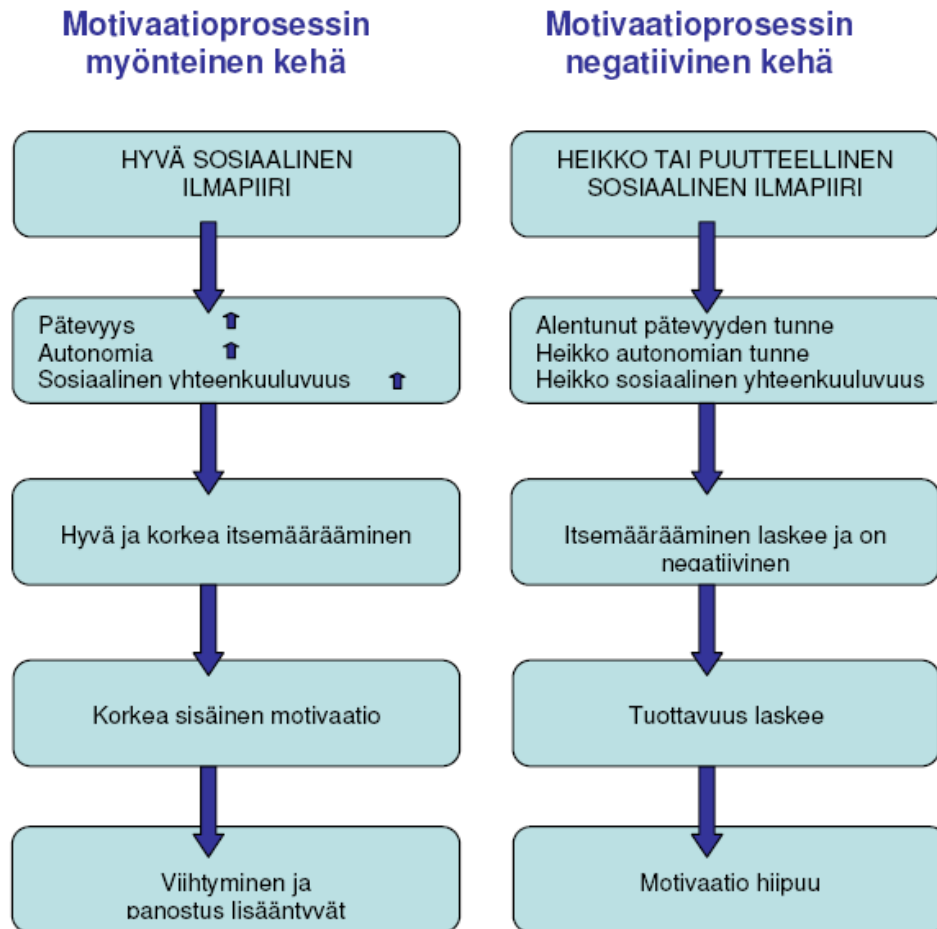 Motivaatioprosessin
myönteinen kehä
HYVÄ SOSIAALINEN
ILMAPIIRI
Pätevyys
Autonomia
Sosiaalinen yhteenkuuluvuus
Hyvä ja korkea itsemäärääminen
Korkea sisäinen motivaatio
Viihtyminen ja
panostus lisääntyvät
Motivaatioprosessin
negatiivinen kehä
HEIKKO TAI PUUTTEELLINEN
SOSIAALINEN ILMAPIIRI
Alentunut pätevyyden tunne
Heikko autonomian tunne
Heikko sosiaalinen yhteenkuuluvuus
Itsemäärääminen laskee ja on
negatiivinen
Tuottavuus laskee
Motivaatio hiipuu